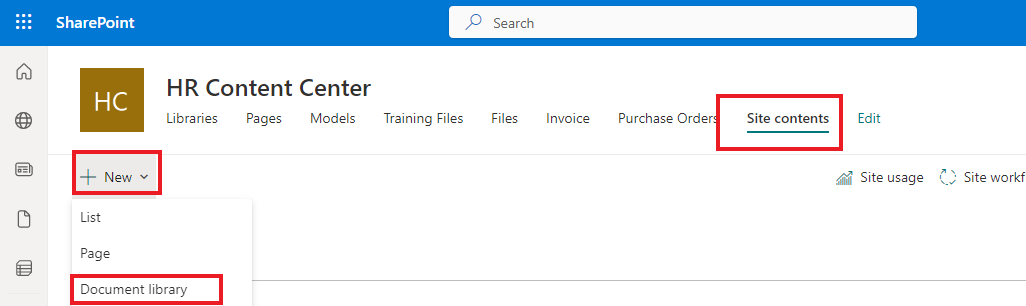 SharePoint
Search
HC
HR Content Center
Libraries Pages Models Training Files Files Invoice Purchase Orders Site contents Edit
New
Site usage Site workf
List
Page
Document library